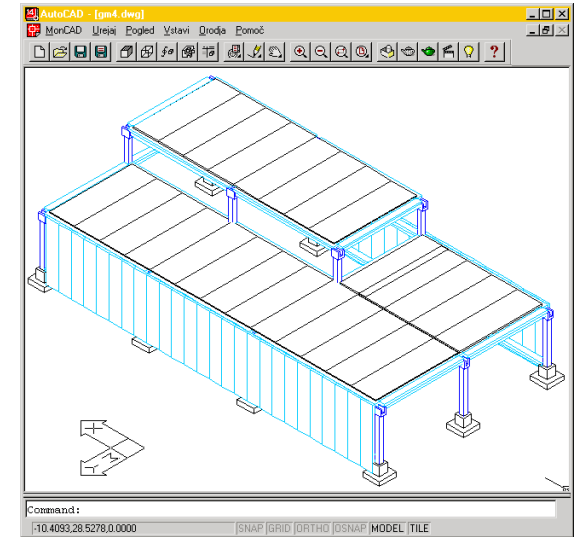 AutoCAD - [gm4.dwg]
MonCAD Urejaj Pogled Vstavi Orodja Pomoč
Command:
-10.4093,28.5278,0.0000 SNAP GRID ORTHO OSNAP MODEL TILE